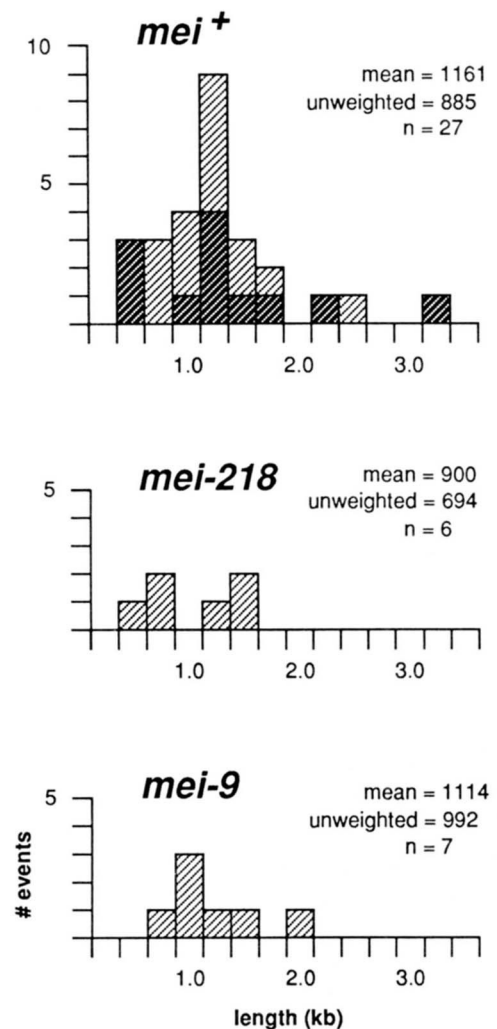 mei +
10
mean = 1161
unweighted = 885
n = 27
5
1.0 2.0 3.0
mei-218
5
mean = 900
unweighted = 694
n = 6
1.0 2.0 3.0
mei-9
5
mean = 1114
unweighted = 992
n = 7
# events
1.0 2.0 3.0
length (kb)